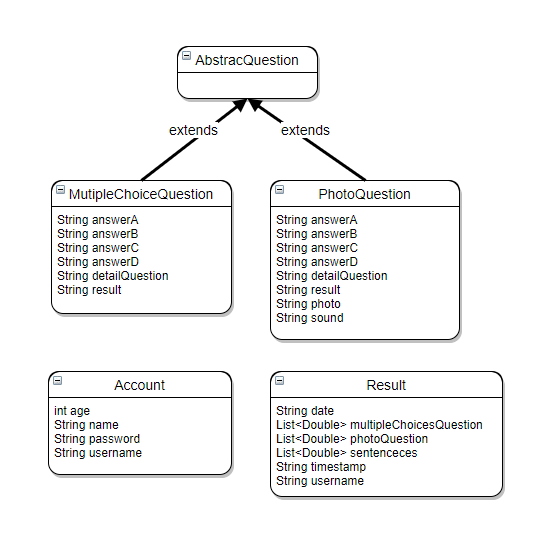 AbstracQuestion
extends
extends
MutipleChoiceQuestion
String answerA
String answerB
String answerC
String answerD
String detailQuestion
String result
PhotoQuestion
String answerA
String answerB
String answerC
String answerD
String detailQuestion
String result
String photo
String sound
Account
int age
String name
String password
String username
Result
String date
List<Double> multipleChoicesQuestion
List<Double> photoQuestion
List<Double> sentenceces
String timestamp
String username